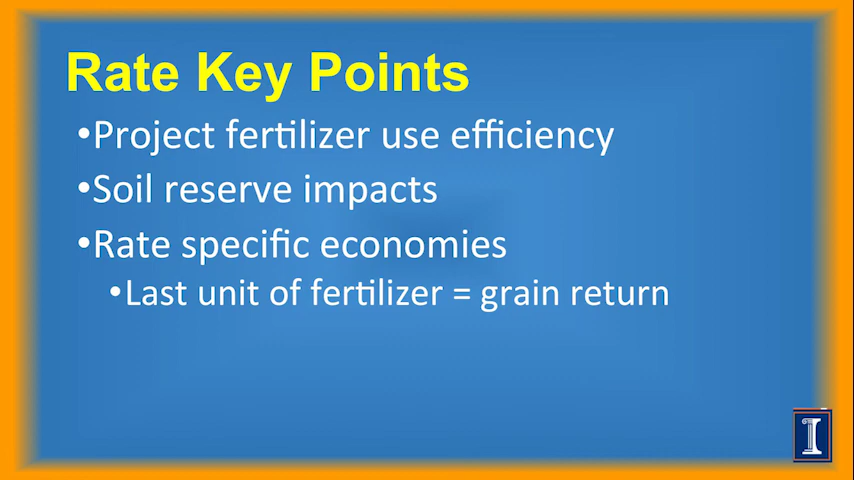 Rate Key Points
•Project fertilizer use efficiency
•Soil reserve impacts
•Rate specific economies
•Last unit of fertilizer = grain return
I